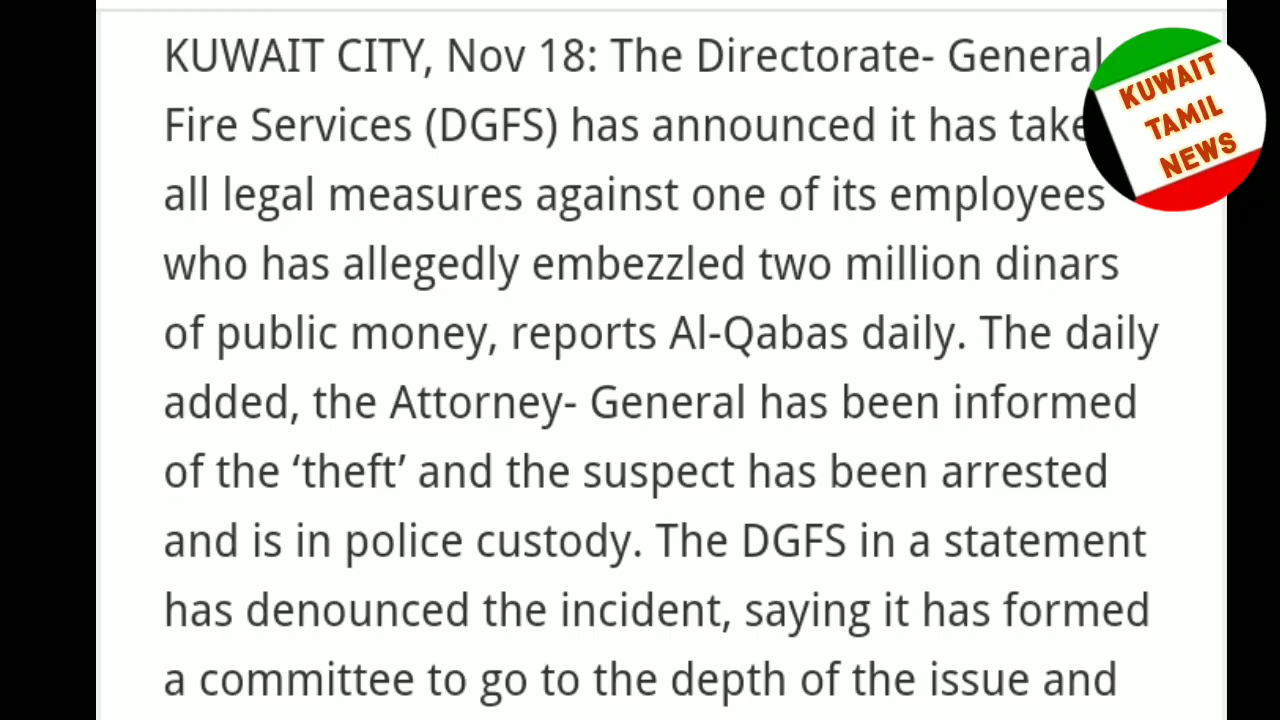 KUWAIT CITY, Nov 18: The Directorate- General
Fire Services (DGFS) has announced it has take
all legal measures against one of its employees
who has allegedly embezzled two million dinars
of public money, reports Al-Qabas daily. The daily
added, the Attorney- General has been informed
of the ‘theft’ and the suspect has been arrested
and is in police custody. The DGFS in a statement
has denounced the incident, saying it has formed
a committee to go to the depth of the issue and
KUWAIT
TAMIL
NEWS